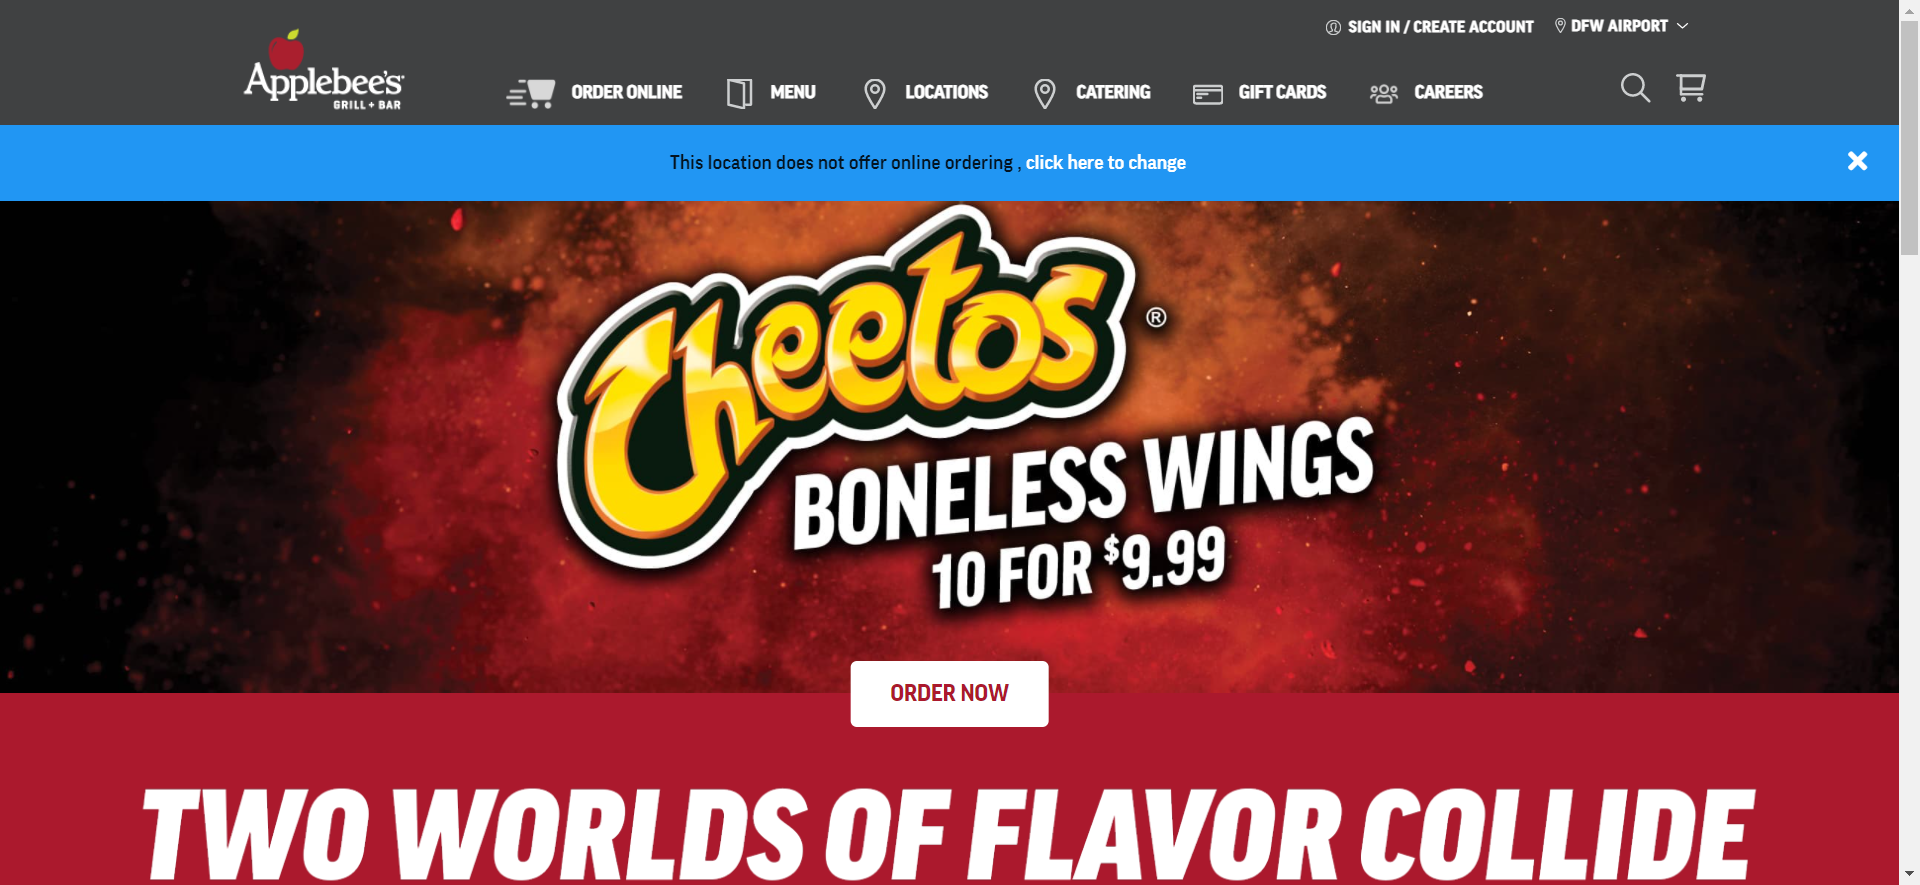 SIGN IN / CREATE ACCOUNT
DFW AIRPORT
Applebee's
GRILL + BAR
ORDER ONLINE
MENU
LOCATIONS
CATERING
GIFT CARDS
CAREERS
This location does not offer online ordering , click here to change
Cheetos®
BONELESS WINGS
10 FOR $9.99
ORDER NOW
TWO WORLDS OF FLAVOR COLLIDE